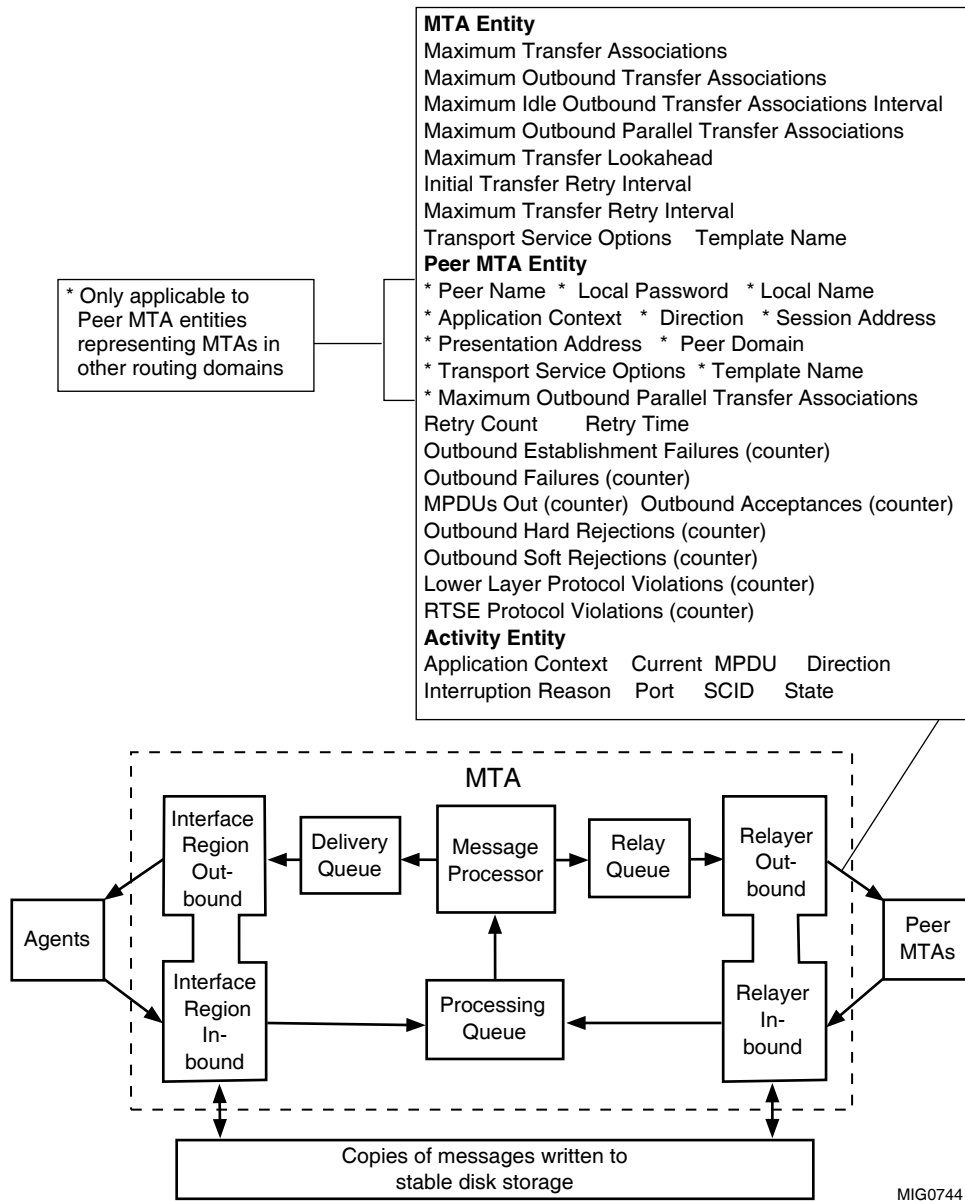 MTA Entity
Maximum Transfer Associations
Maximum Outbound Transfer Associations
Maximum Idle Outbound Transfer Associations Interval
Maximum Outbound Parallel Transfer Associations
Maximum Transfer Lookahead
Initial Transfer Retry Interval
Maximum Transfer Retry Interval
Transport Service Options Template Name
Peer MTA Entity
* Peer Name * Local Password * Local Name
* Application Context * Direction * Session Address
* Presentation Address * Peer Domain
* Transport Service Options * Template Name
* Maximum Outbound Parallel Transfer Associations
Retry Count Retry Time
Outbound Establishment Failures (counter)
Outbound Failures (counter)
MPDUs Out (counter) Outbound Acceptances (counter)
Outbound Hard Rejections (counter)
Outbound Soft Rejections (counter)
Lower Layer Protocol Violations (counter)
RTSE Protocol Violations (counter)
Activity Entity
Application Context Current MPDU Direction
Interruption Reason Port SCID State
* Only applicable to
Peer MTA entities
representing MTAs in
other routing domains
MTA
Interface
Region
Out-
bound
Delivery
Queue
Message
Processor
Relay
Queue
Relayer
Out-
bound
Agents
Peer
MTAs
Interface
Region
In-
bound
Processing
Queue
Relayer
In-
bound
Copies of messages written to
stable disk storage
MIG0744